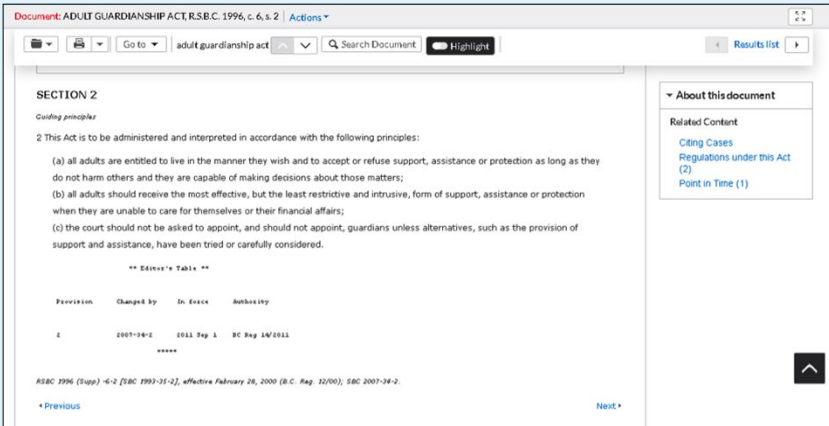 Document: ADULT GUARDIANSHIP ACT, R.S.B.C. 1996, c. 6, s. 2 Actions
Go to adult guardianship act Search Document Highlight Results list
SECTION 2
Guiding principles
2 This Act is to be administered and interpreted in accordance with the following principles:
(a) all adults are entitled to live in the manner they wish and to accept or refuse support, assistance or protection as long as they
do not harm others and they are capable of making decisions about those matters;
(b) all adults should receive the most effective, but the least restrictive and intrusive, form of support, assistance or protection
when they are unable to care for themselves or their financial affairs;
(c) the court should not be asked to appoint, and should not appoint, guardians unless alternatives, such as the provision of
support and assistance, have been tried or carefully considered.
** Editor's Table **
Provision Changed by In force Authority
2 2007-34-2 2011 Sep 1 BC Reg 14/2011
*****
RSBC 1996 (Supp) -6-2 [SBC 1993-35-2], effective February 28, 2000 (B.C. Reg. 12/00); SBC 2007-34-2.
Previous Next
About this document
Related Content
Citing Cases
Regulations under this Act
(2)
Point in Time (1)